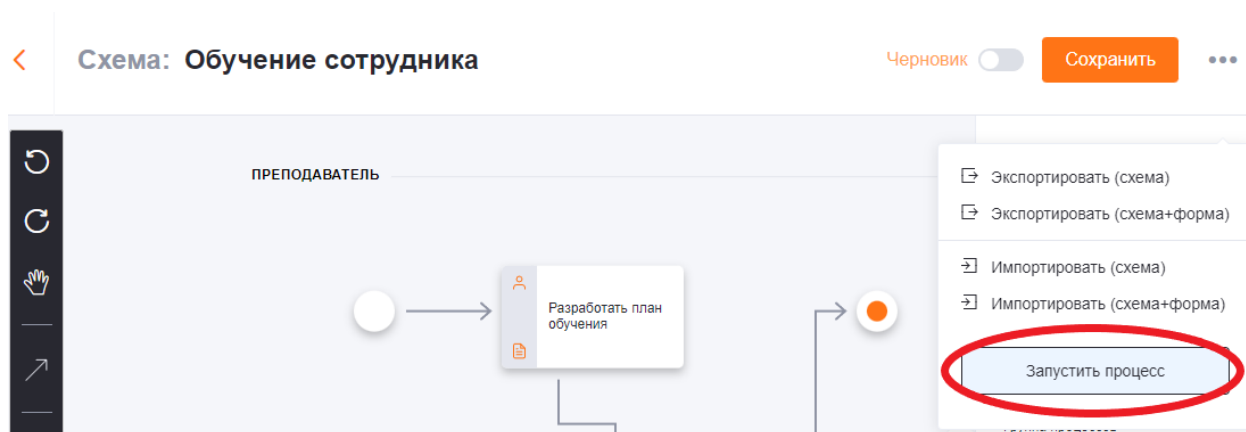 Схема: Обучение сотрудника
Черновик
Сохранить
ПРЕПОДАВАТЕЛЬ
Экспортировать (схема)
Экспортировать (схема+форма)
Разработать план
обучения
Импортировать (схема)
Импортировать (схема+форма)
Запустить процесс